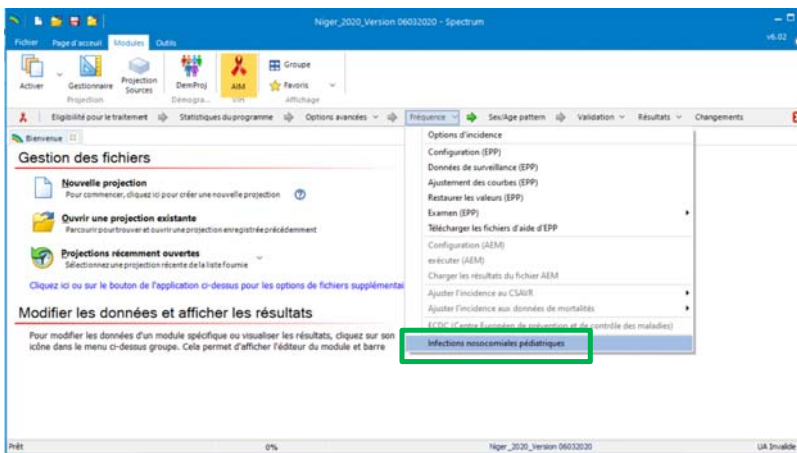 Niger_2020_Version 06032020 - Spectrum
Fichier Page d'acceuil Modules Outils v6.02
Activer Gestionnaire Projection Sources DemProj AIM Groupe
Favoris
Projection Démogra... VIH Affichage
Eligibilité pour le traitement Statistiques du programme Options avancées Fréquence Sex/Age pattern Validation Résultats Changements
Bienvenue
Gestion des fichiers
Nouvelle projection
Pour commencer, cliquez ici pour créer une nouvelle projection
Ouvrir une projection existante
Parcourir pour trouver et ouvrir une projection enregistrée précédemment
Projections récemment ouvertes
Sélectionnez une projection récente de la liste fournie
Cliquez ici ou sur le bouton de l'application ci-dessus pour les options de fichiers supplémentai
Modifier les données et afficher les résultats
Pour modifier les données d'un module spécifique ou visualiser les résultats, cliquez sur son
icône dans le menu ci-dessus groupe. Cela permet d'afficher l'éditeur du module et barre
Options d'incidence
Configuration (EPP)
Données de surveillance (EPP)
Ajustement des courbes (EPP)
Restaurer les valeurs (EPP)
Examen (EPP)
Télécharger les fichiers d'aide d'EPP
Configuration (AEM)
exécuter (AEM)
Charger les résultats du fichier AEM
Ajuster l'incidence au CSAVR
Ajuster l'incidence aux données de mortalités
ECDC (Centre Européen de prévention et de contrôle des maladies)
Infections nosocomiales pédiatriques
Prêt 0% Niger_2020_Version 06032020 UA Invalide